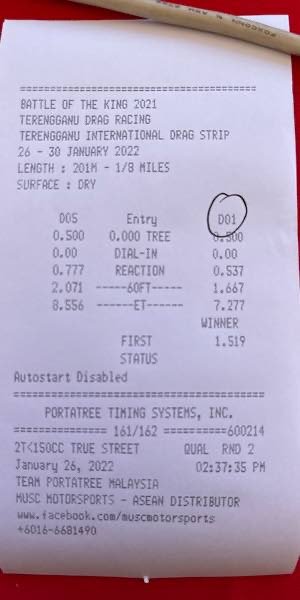 ========================================
BATTLE OF THE KING 2021
TERENGGANU DRAG RACING
TERENGGANU INTERNATIONAL DRAG STRIP
26 - 30 JANUARY 2022
LENGTH : 201M - 1/8 MILES
SURFACE : DRY
D05 Entry D01
0.500 0.000 TREE 0.500
0.00 DIAL-IN 0.00
0.777 REACTION 0.537
2.071 -----60FT----- 1.667
8.556 ------ET------ 7.277
WINNER
FIRST 1.519
STATUS
Autostart Disabled
========================================
PORTATREE TIMING SYSTEMS, INC.
=============== 161/162 ==========600214
2T<150CC TRUE STREET QUAL RND 2
January 26, 2022 02:37:35 PM
TEAM PORTATREE MALAYSIA
MUSC MOTORSPORTS - ASEAN DISTRIBUTOR
www.facebook.com/muscmotorsports
+6016-6681490